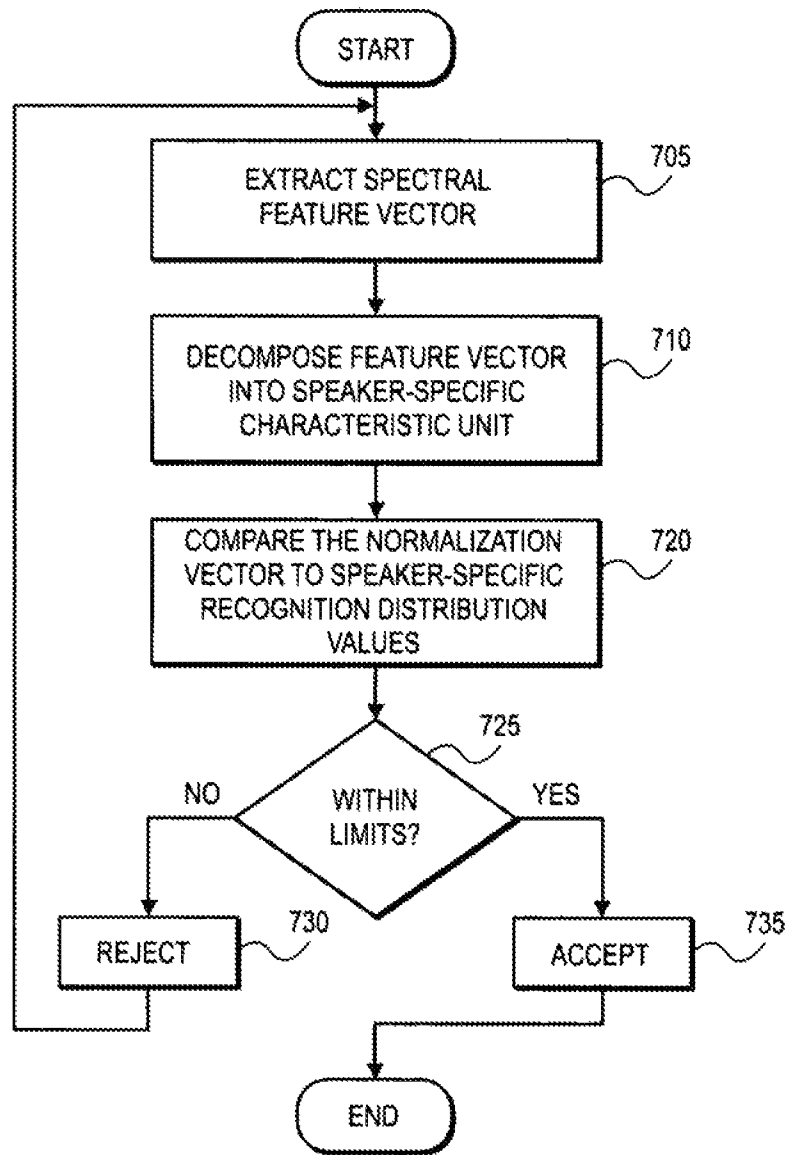 START
705
EXTRACT SPECTRAL
FEATURE VECTOR
710
DECOMPOSE FEATURE VECTOR
INTO SPEAKER-SPECIFIC
CHARACTERISTIC UNIT
720
COMPARE THE NORMALIZATION
VECTOR TO SPEAKER-SPECIFIC
RECOGNITION DISTRIBUTION
VALUES
725
NO
WITHIN
LIMITS?
YES
730
REJECT
735
ACCEPT
END